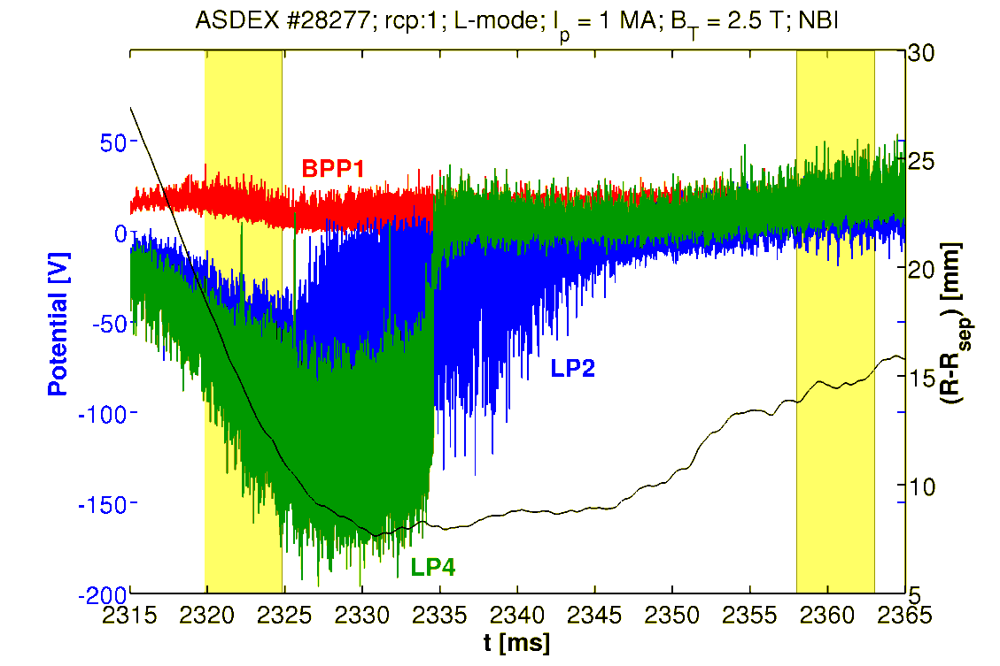 ASDEX #28277; rcp:1; L-mode; I_p = 1 MA; B_T = 2.5 T; NBI
30
50
BPP1
25
0
20
-50
LP2
15
-100
10
-150
LP4
-200
5
Potential [V]
(R-R_sep) [mm]
2315 2320 2325 2330 2335 2340 2345 2350 2355 2360 2365
t [ms]